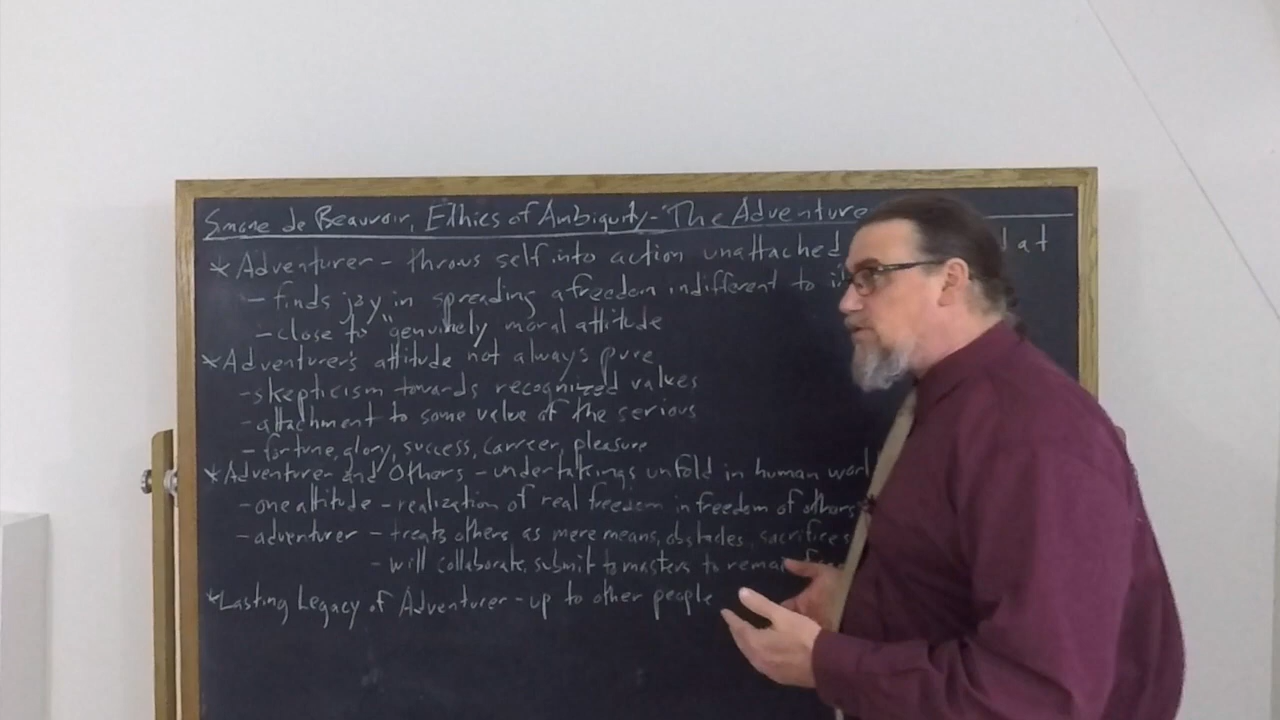 Simone de Beauvoir, Ethics of Ambiguity - "The Adventure
* Adventurer - throws self into action unattached at
- finds joy in spreading a freedom indifferent to
- close to "genuinely moral attitude
* Adventurer's attitude not always pure
- skepticism towards recognized values
- attachment to some value of the serious
- fortune, glory, success, carreer, pleasure
* Adventurer and Others - undertakings unfold in human worl
- one attitude - realization of real freedom in freedom of others
- adventurer - treats others as mere means, obstacles, sacrifices
- will collaborate, submit to masters to remain
* Lasting Legacy of Adventurer - up to other people